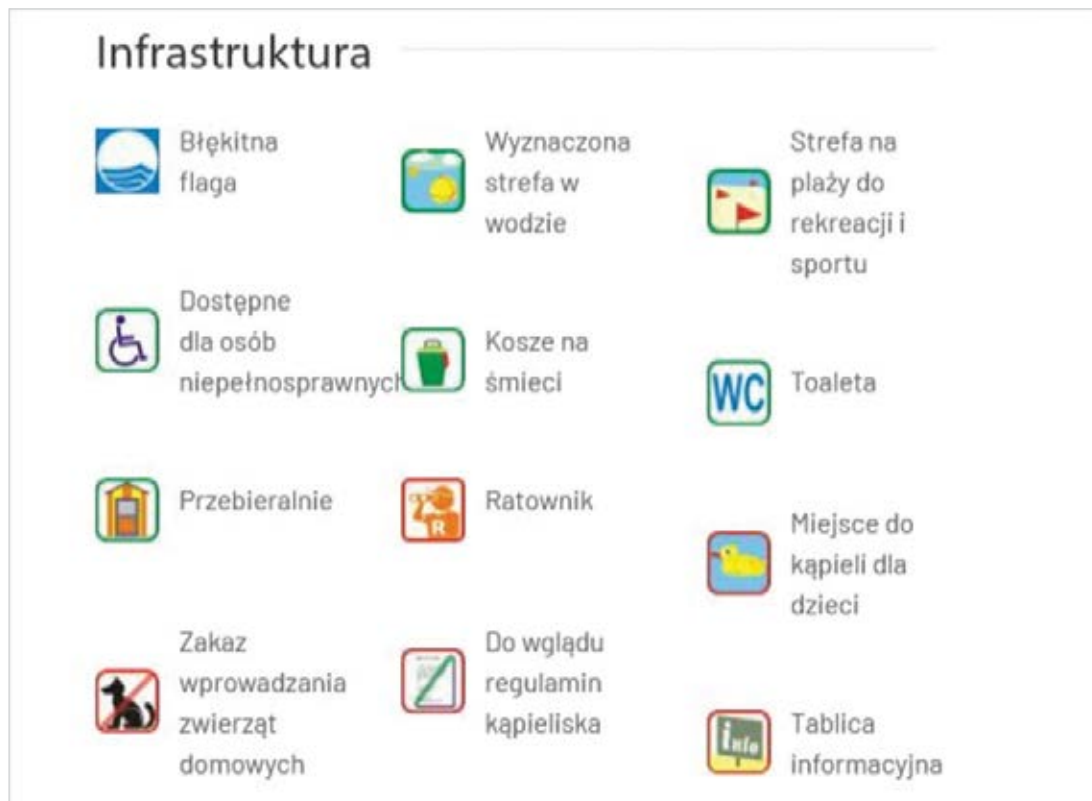 Infrastruktura
Błękitna
flaga
Wyznaczona
strefa w
wodzie
Strefa na
plaży do
rekreacji i
sportu
Dostępne
dla osób
niepełnosprawnych
Kosze na
śmieci
WC
Toaleta
Przebieralnie
R
Ratownik
Miejsce do
kąpieli dla
dzieci
Zakaz
wprowadzania
zwierząt
domowych
Do wglądu
regulamin
kąpieliska
info
Tablica
informacyjna